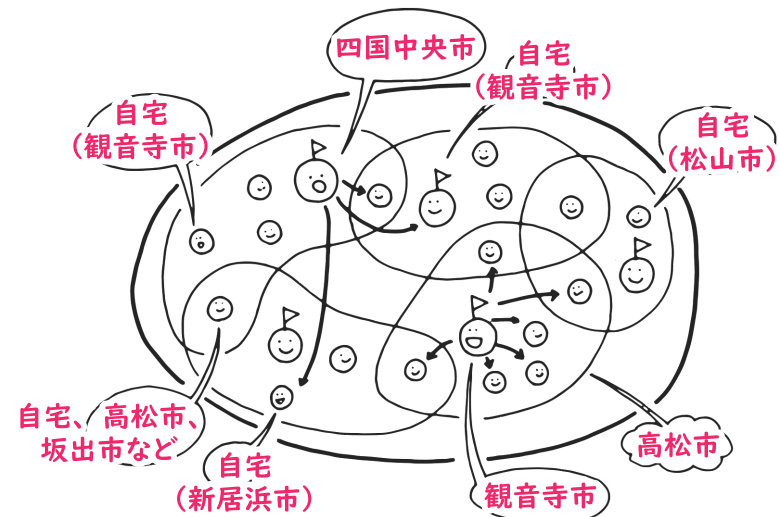 四国中央市
自宅
（観音寺市）
自宅
（観音寺市）
自宅
（松山市）
自宅、高松市、
坂出市など
自宅
（新居浜市）
観音寺市
高松市